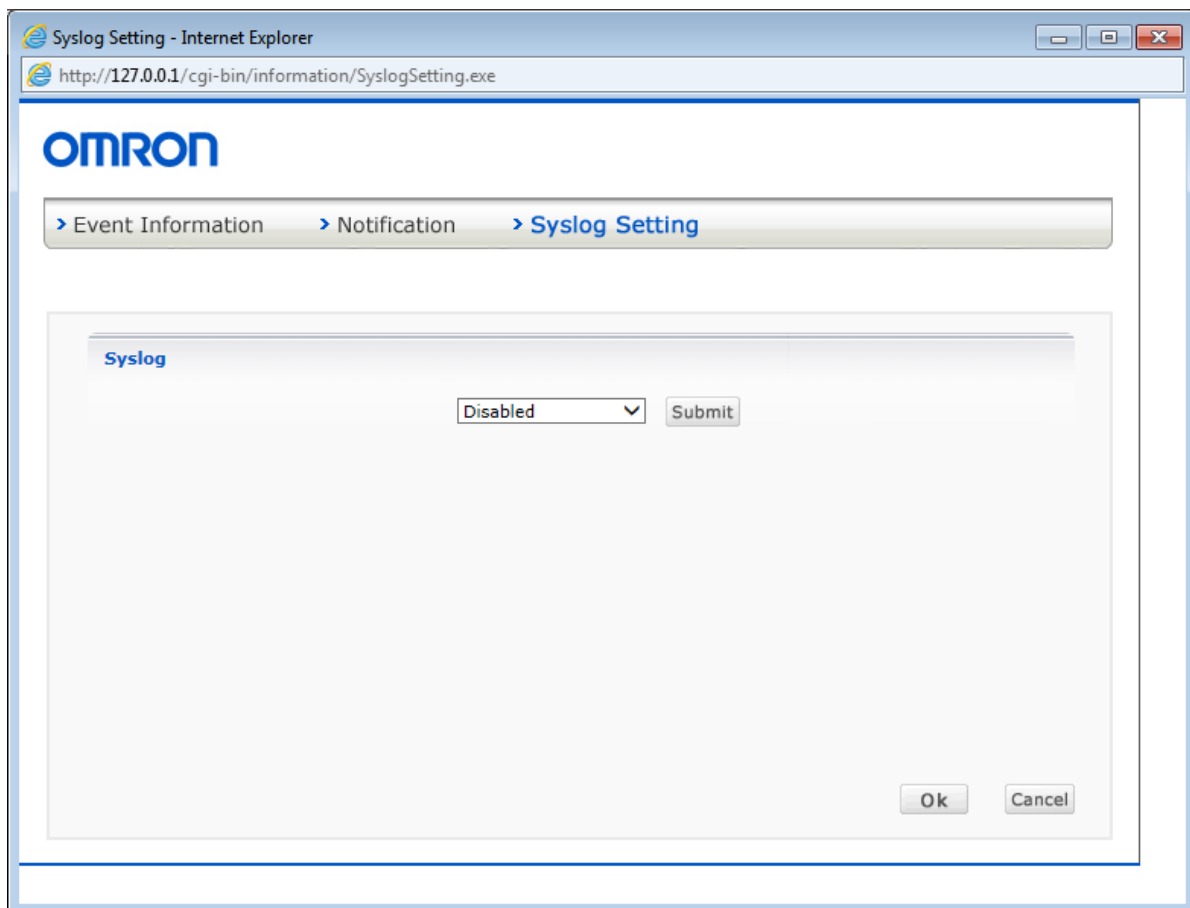 Syslog Setting - Internet Explorer
http://127.0.0.1/cgi-bin/information/SyslogSetting.exe
OMRON
Event Information Notification Syslog Setting
Syslog
Disabled Submit
Ok Cancel